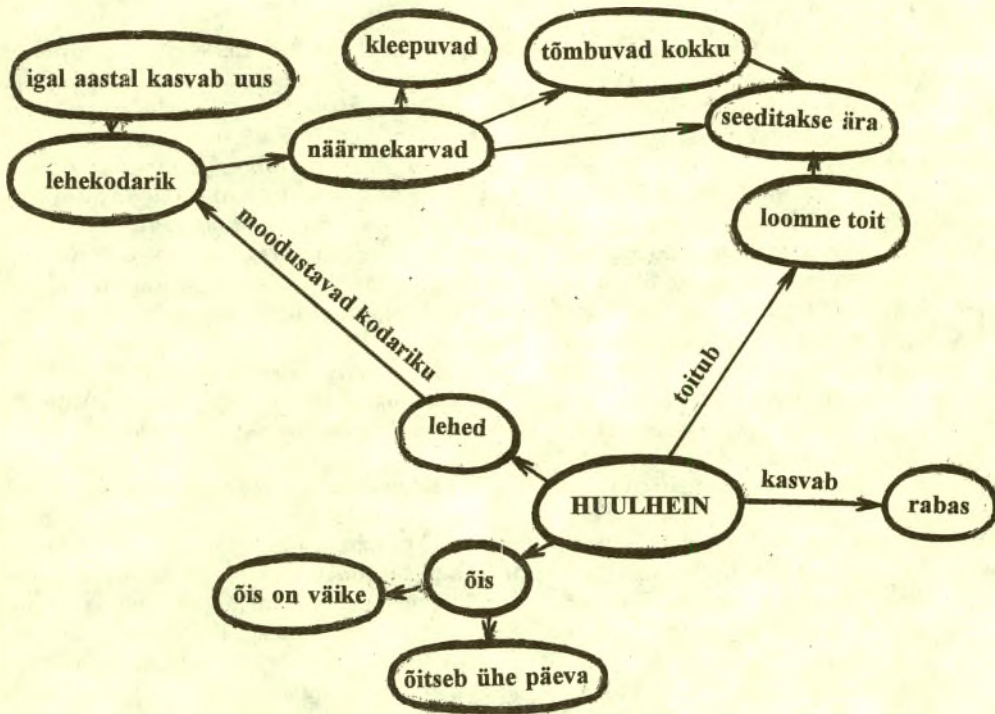 kleepuvad
tõmbuvad kokku
igal aastal kasvab uus
seeditakse ära
näärmekarvad
lehekodarik
loomne toit
moodustavad kodariku
toitub
lehed
kasvab
HUULHEIN
rabas
õis
õis on väike
õitseb ühe päeva